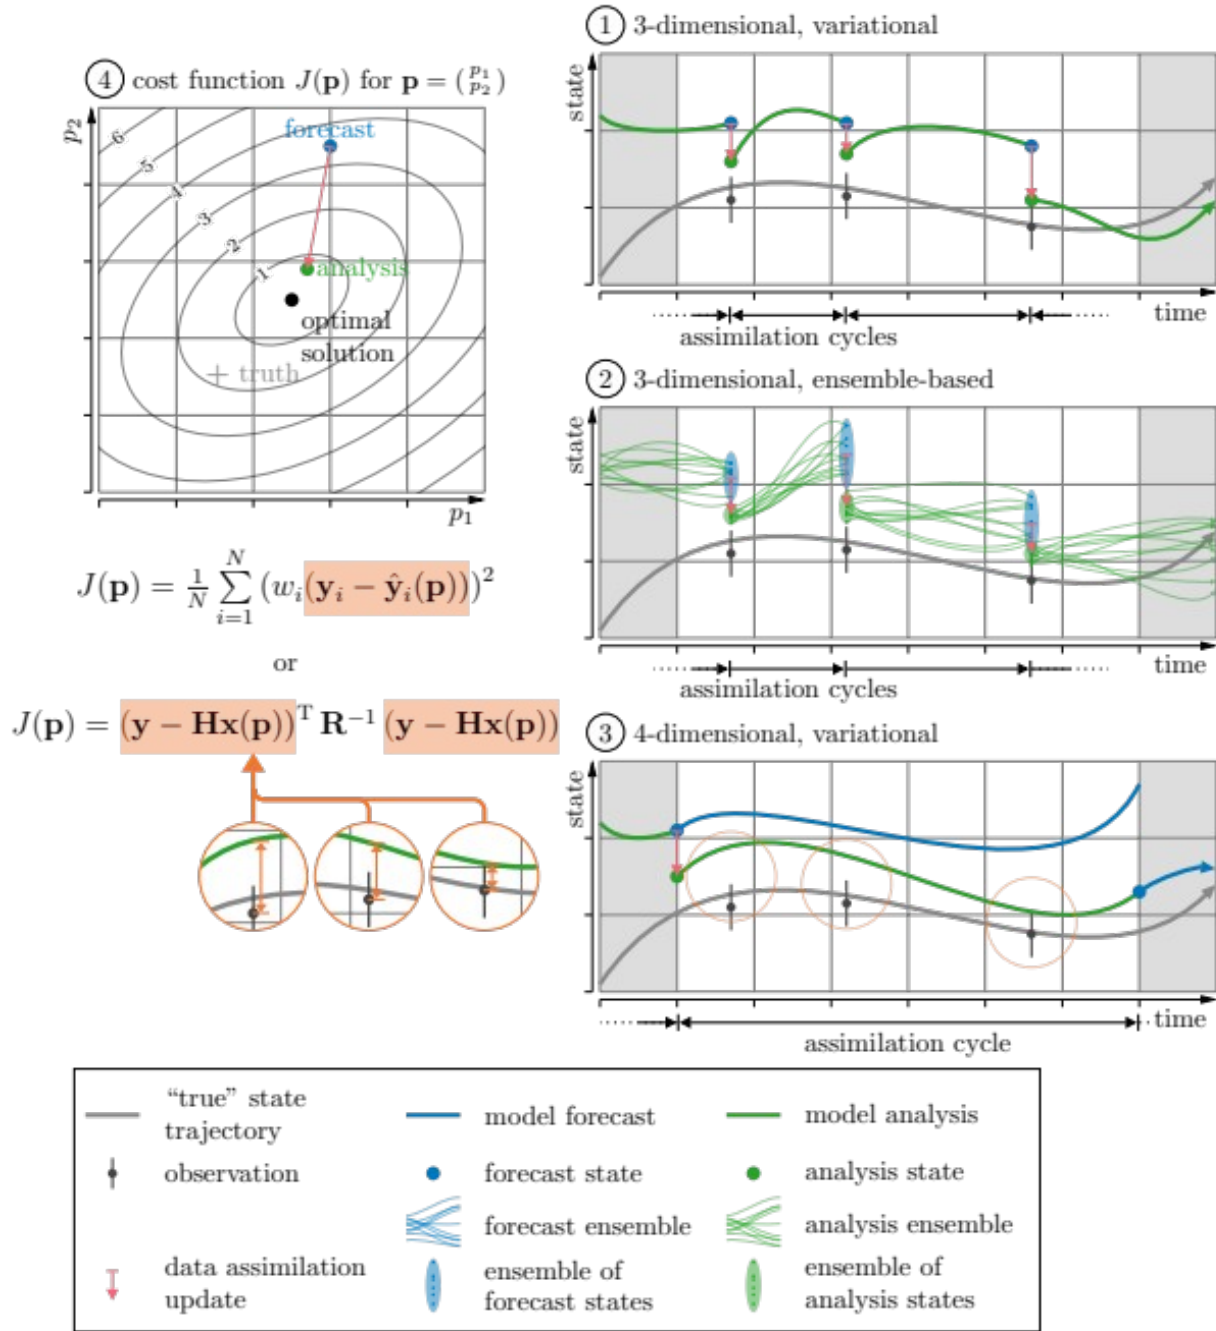 ④ cost function J(p) for p = (p₁ p₂)
p₂
forecast
6
5
4
3
2
1
analysis
optimal
solution
+ truth
p₁
J(p) = 1/N ∑_{i=1}^{N} (wᵢ(yᵢ − ŷᵢ(p)))²
or
J(p) = (y − Hx(p))ᵀ R⁻¹ (y − Hx(p))
① 3-dimensional, variational
state
time
assimilation cycles
② 3-dimensional, ensemble-based
state
time
assimilation cycles
③ 4-dimensional, variational
state
time
assimilation cycle
“true” state
trajectory
model forecast
model analysis
observation
forecast state
analysis state
forecast ensemble
analysis ensemble
data assimilation
update
ensemble of
forecast states
ensemble of
analysis states